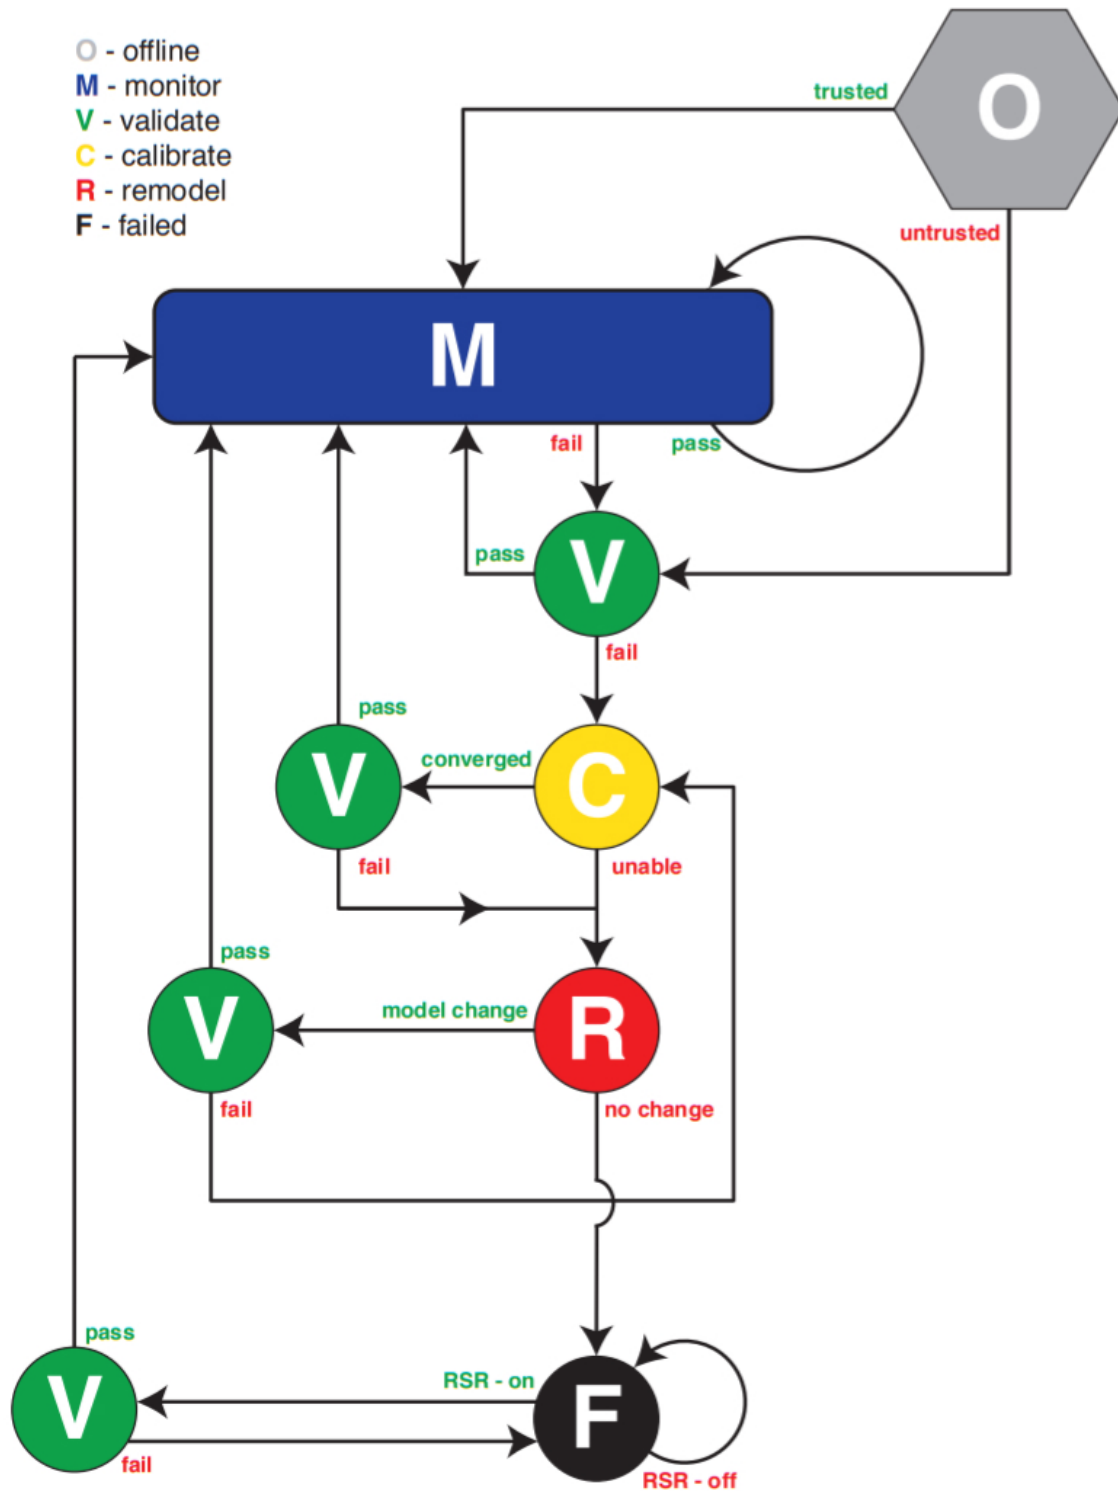 O - offline
M - monitor
V - validate
C - calibrate
R - remodel
F - failed
trusted
O
untrusted
M
fail
pass
pass
V
fail
pass
converged
V
C
fail
unable
pass
model change
V
R
fail
no change
pass
RSR - on
V
F
fail
RSR - off